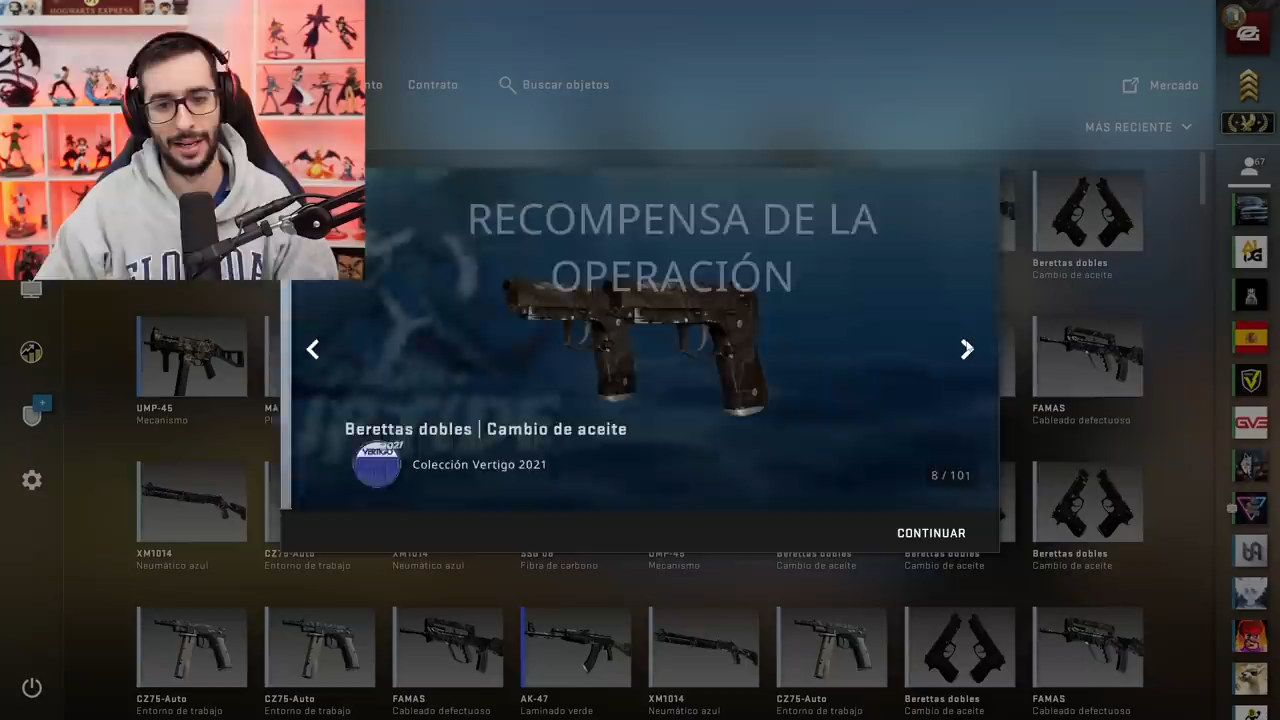 HOGWARTS EXPRESS
nto
Contrato
Buscar objetos
Mercado
MÁS RECIENTE
67
RECOMPENSA DE LA
OPERACIÓN
Berettas dobles
Cambio de aceite
UMP-45
Mecanismo
MA
FAMAS
Cableado defectuoso
Berettas dobles | Cambio de aceite
2021
VERTIGO
Colección Vertigo 2021
8 / 101
CONTINUAR
XM1014
Neumático azul
CZ75-Auto
Entorno de trabajo
XM1014
Neumático azul
SSG 08
Fibra de carbono
UMP-45
Mecanismo
Berettas dobles
Cambio de aceite
Berettas dobles
Cambio de aceite
Berettas dobles
Cambio de aceite
CZ75-Auto
Entorno de trabajo
CZ75-Auto
Entorno de trabajo
FAMAS
Cableado defectuoso
AK-47
Laminado verde
XM1014
Neumático azul
CZ75-Auto
Entorno de trabajo
Berettas dobles
Cambio de aceite
FAMAS
Cableado defectuoso